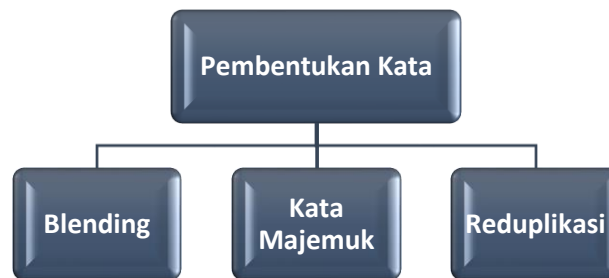 Pembentukan Kata
Blending
Kata
Majemuk
Reduplikasi